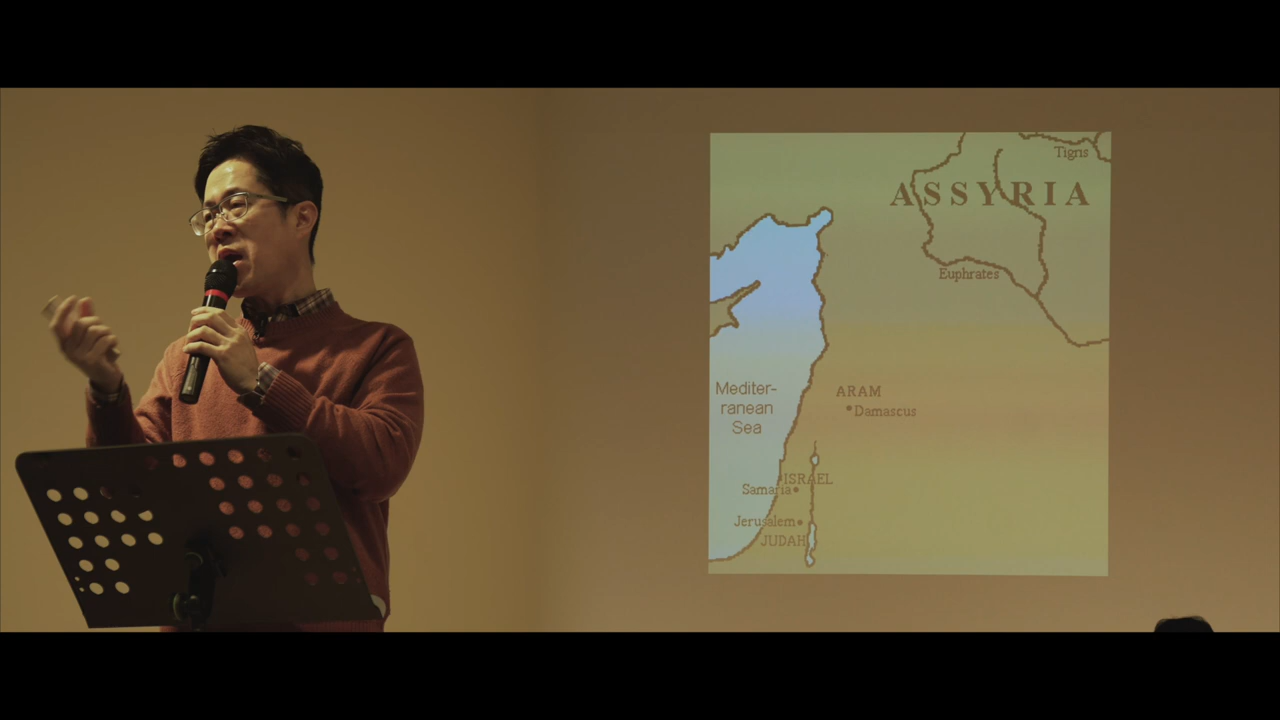 Tigris
ASSYRIA
Euphrates
Mediter-
ranean
Sea
ARAM
Damascus
ISRAEL
Samaria
Jerusalem
JUDAH